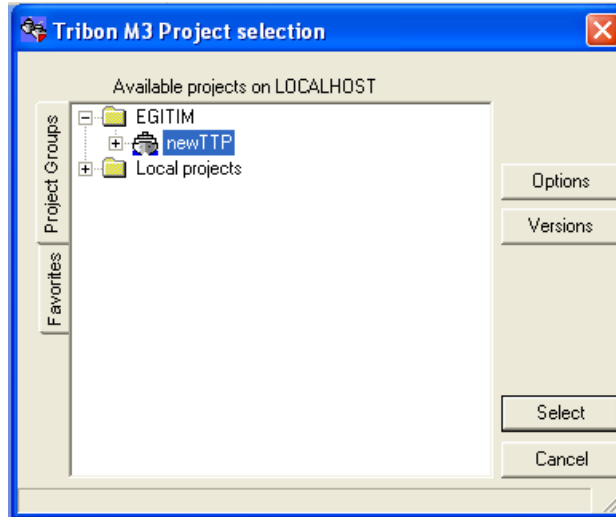 Tribon M3 Project selection
Available projects on LOCALHOST
Project Groups
Favorites
EGITIM
newTTP
Local projects
Options
Versions
Select
Cancel